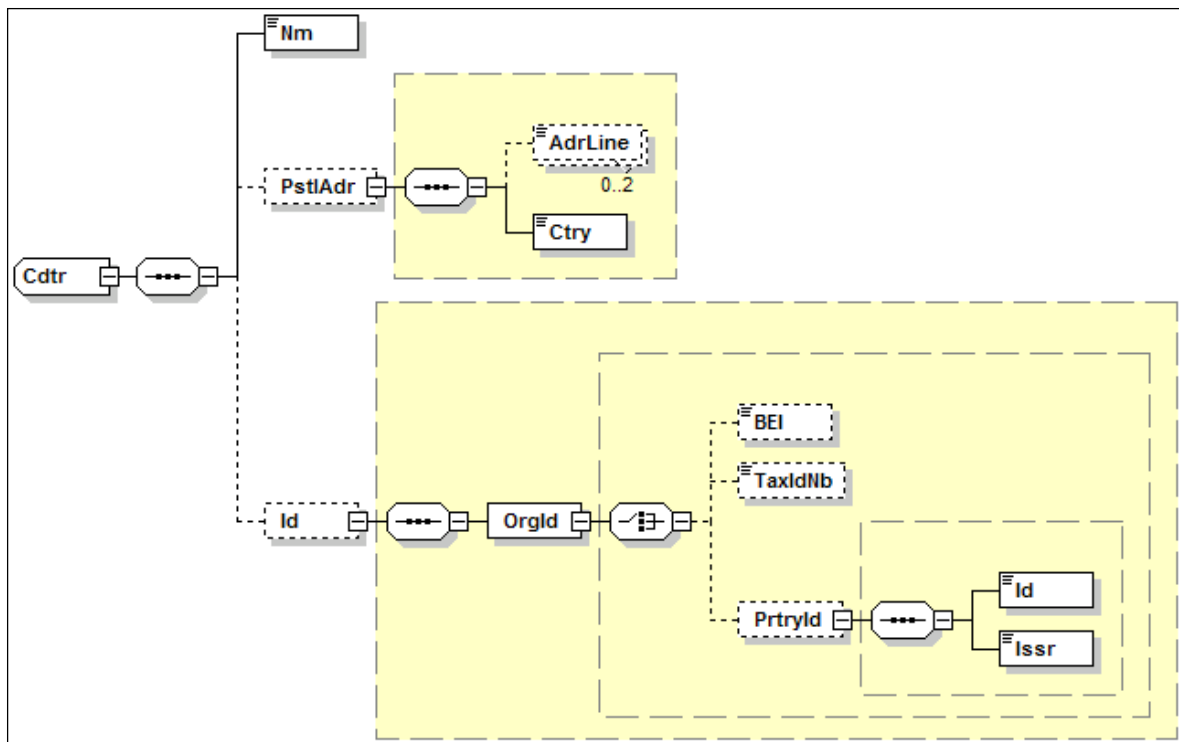 Nm
AdrLine
0..2
PstlAdr
Ctry
Cdtr
BEI
TaxIdNb
Id
OrgId
Id
PrtryId
Issr